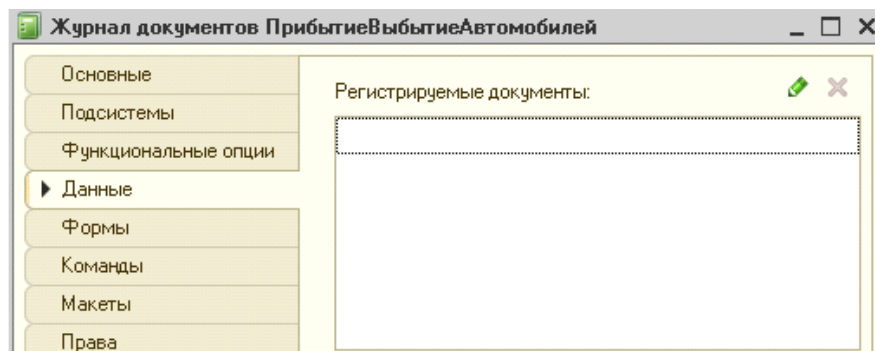 Журнал документов ПрибытиеВыбытиеАвтомобилей
Основные
Подсистемы
Функциональные опции
Данные
Формы
Команды
Макеты
Права
Регистрируемые документы: